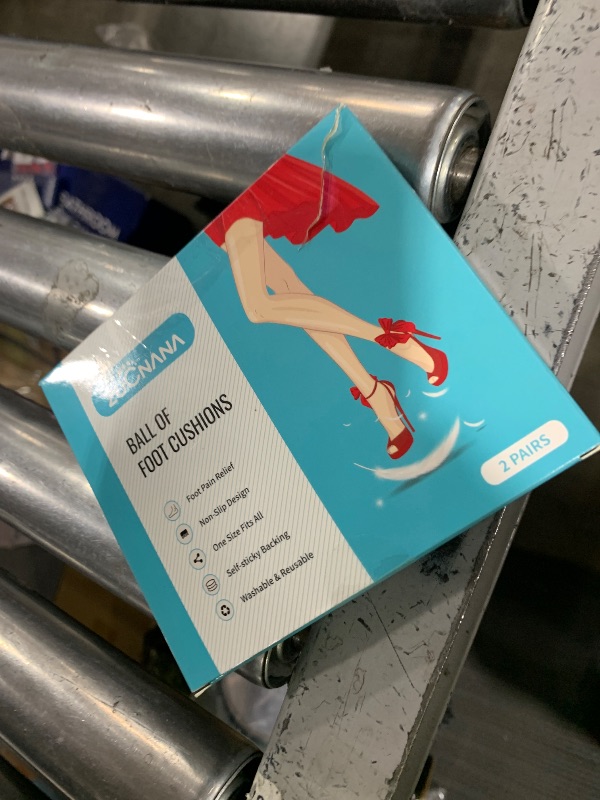 BALL OF
FOOT CUSHIONS
Foot Pain Relief
Non-Slip Design
One Size Fits All
Self-sticky Backing
Washable & Reusable
2 PAIRS